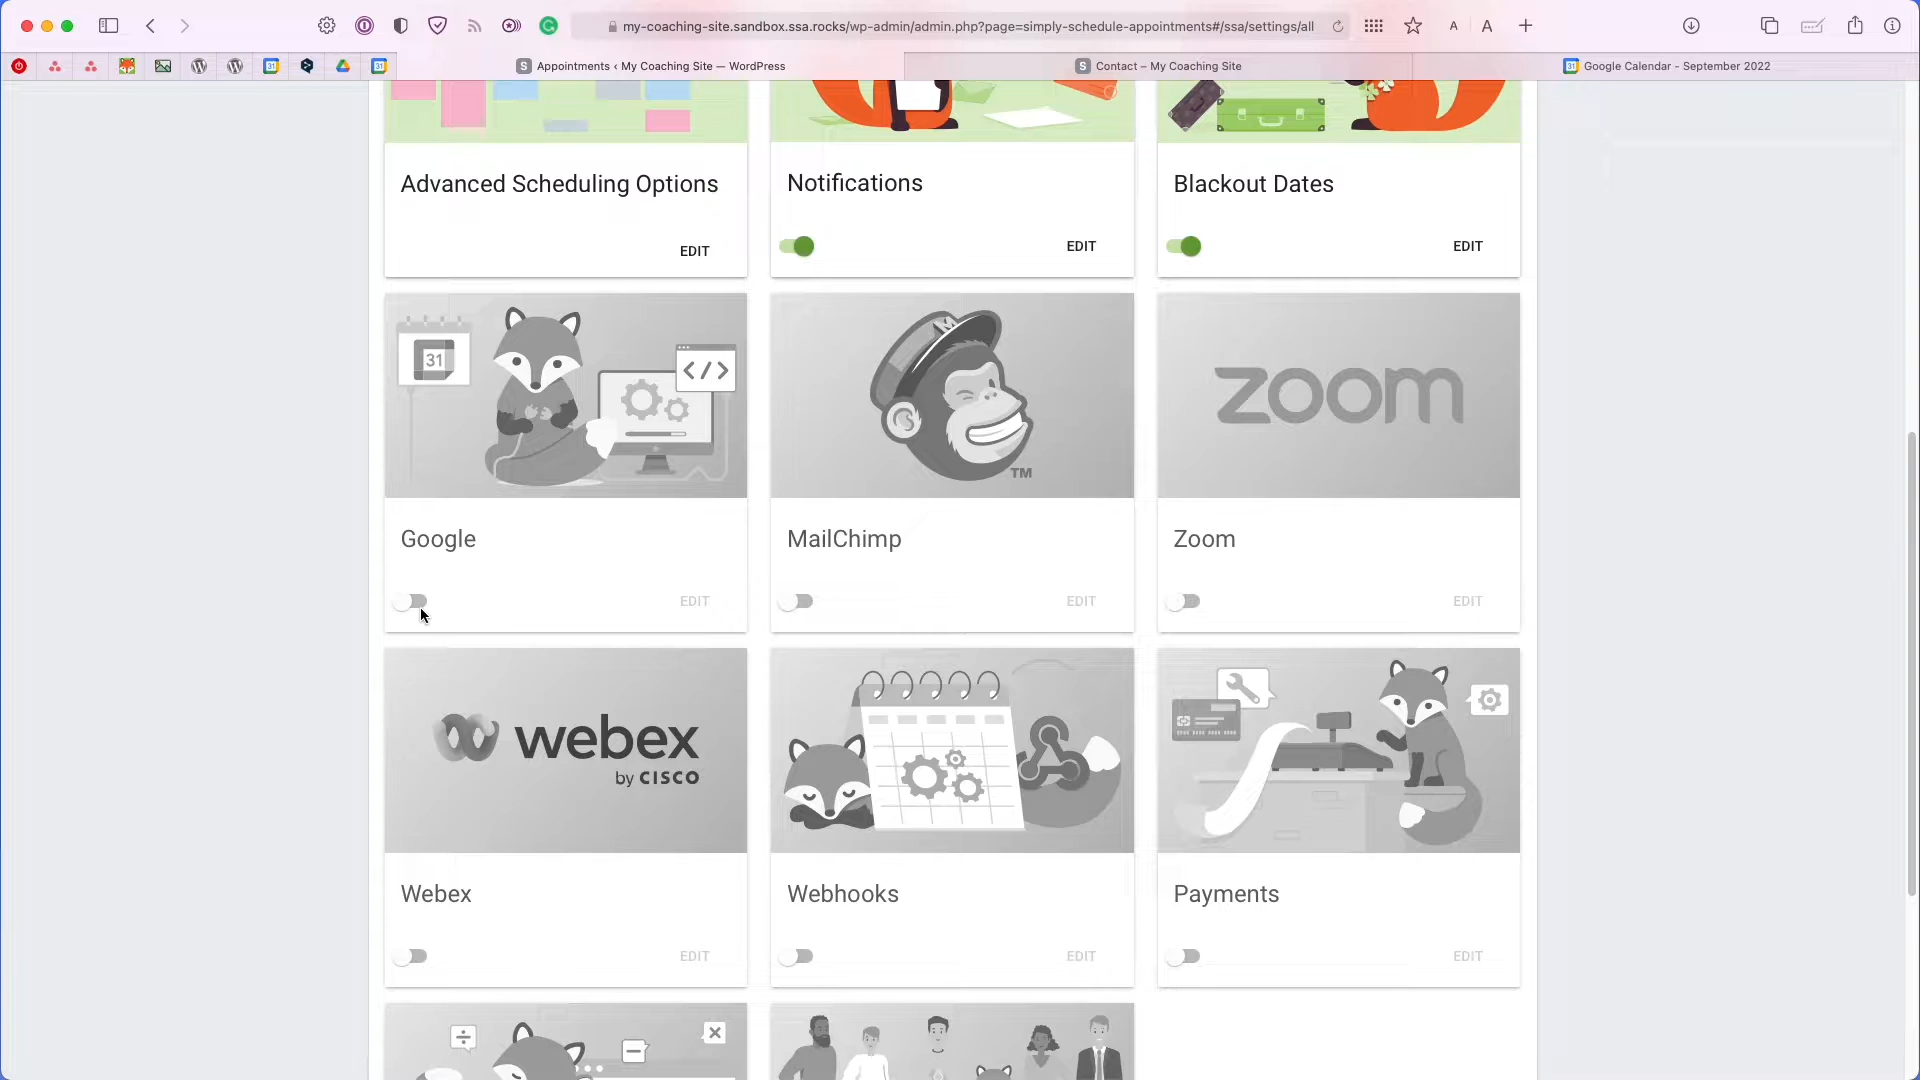 my-coaching-site.sandbox.ssa.rocks/wp-admin/admin.php?page=simply-schedule-appointments#/ssa/settings/all
A A
S Appointments ‹ My Coaching Site — WordPress
S Contact – My Coaching Site
31 Google Calendar - September 2022
Advanced Scheduling Options
EDIT
Notifications
EDIT
Blackout Dates
EDIT
31
</>
Google
EDIT
TM
MailChimp
EDIT
zoom
Zoom
EDIT
webex
by CISCO
Webex
EDIT
Webhooks
EDIT
Payments
EDIT